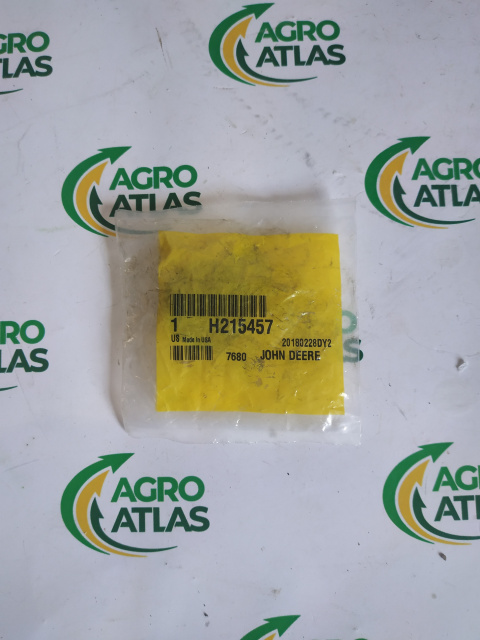 AGRO
ATLAS
AGRO
ATLAS
AGRO
ATLAS
AGRO
ATLAS
1 H215457
US Made in USA
20180228DY2
7680 JOHN DEERE
AGRO
ATLAS
AGRO
ATLAS